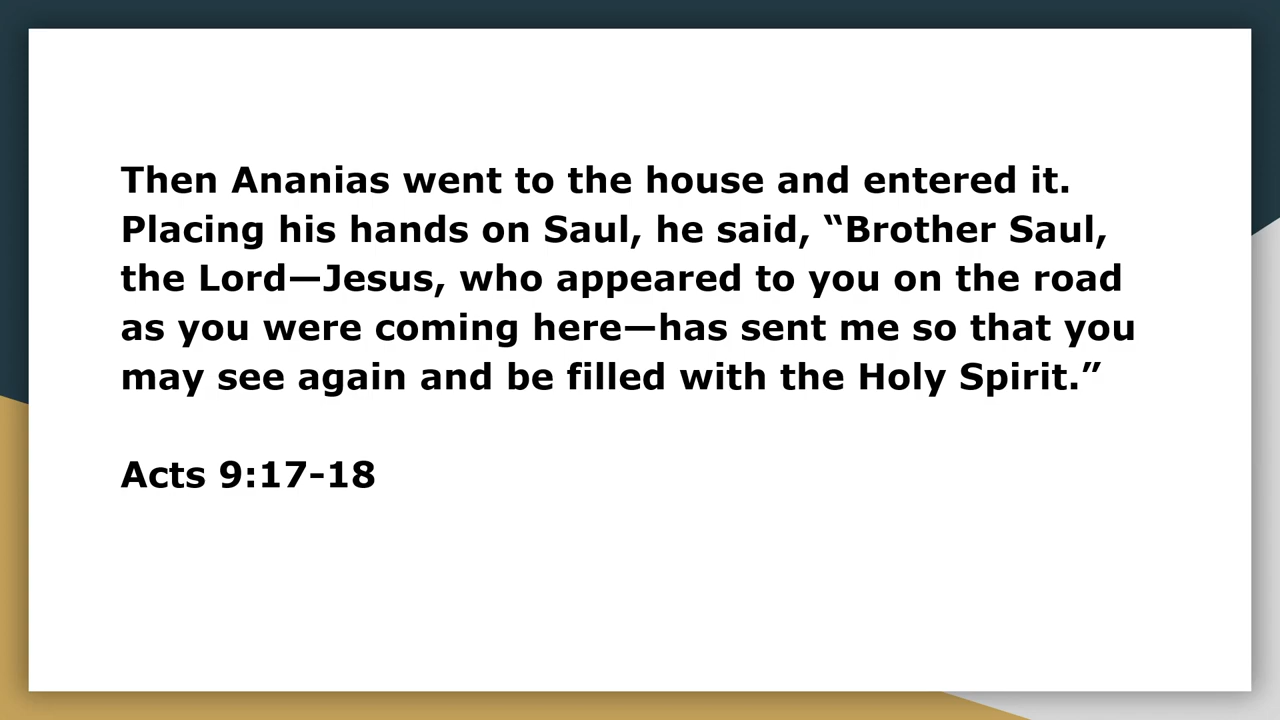 Then Ananias went to the house and entered it.
Placing his hands on Saul, he said, “Brother Saul,
the Lord—Jesus, who appeared to you on the road
as you were coming here—has sent me so that you
may see again and be filled with the Holy Spirit.”
Acts 9:17-18